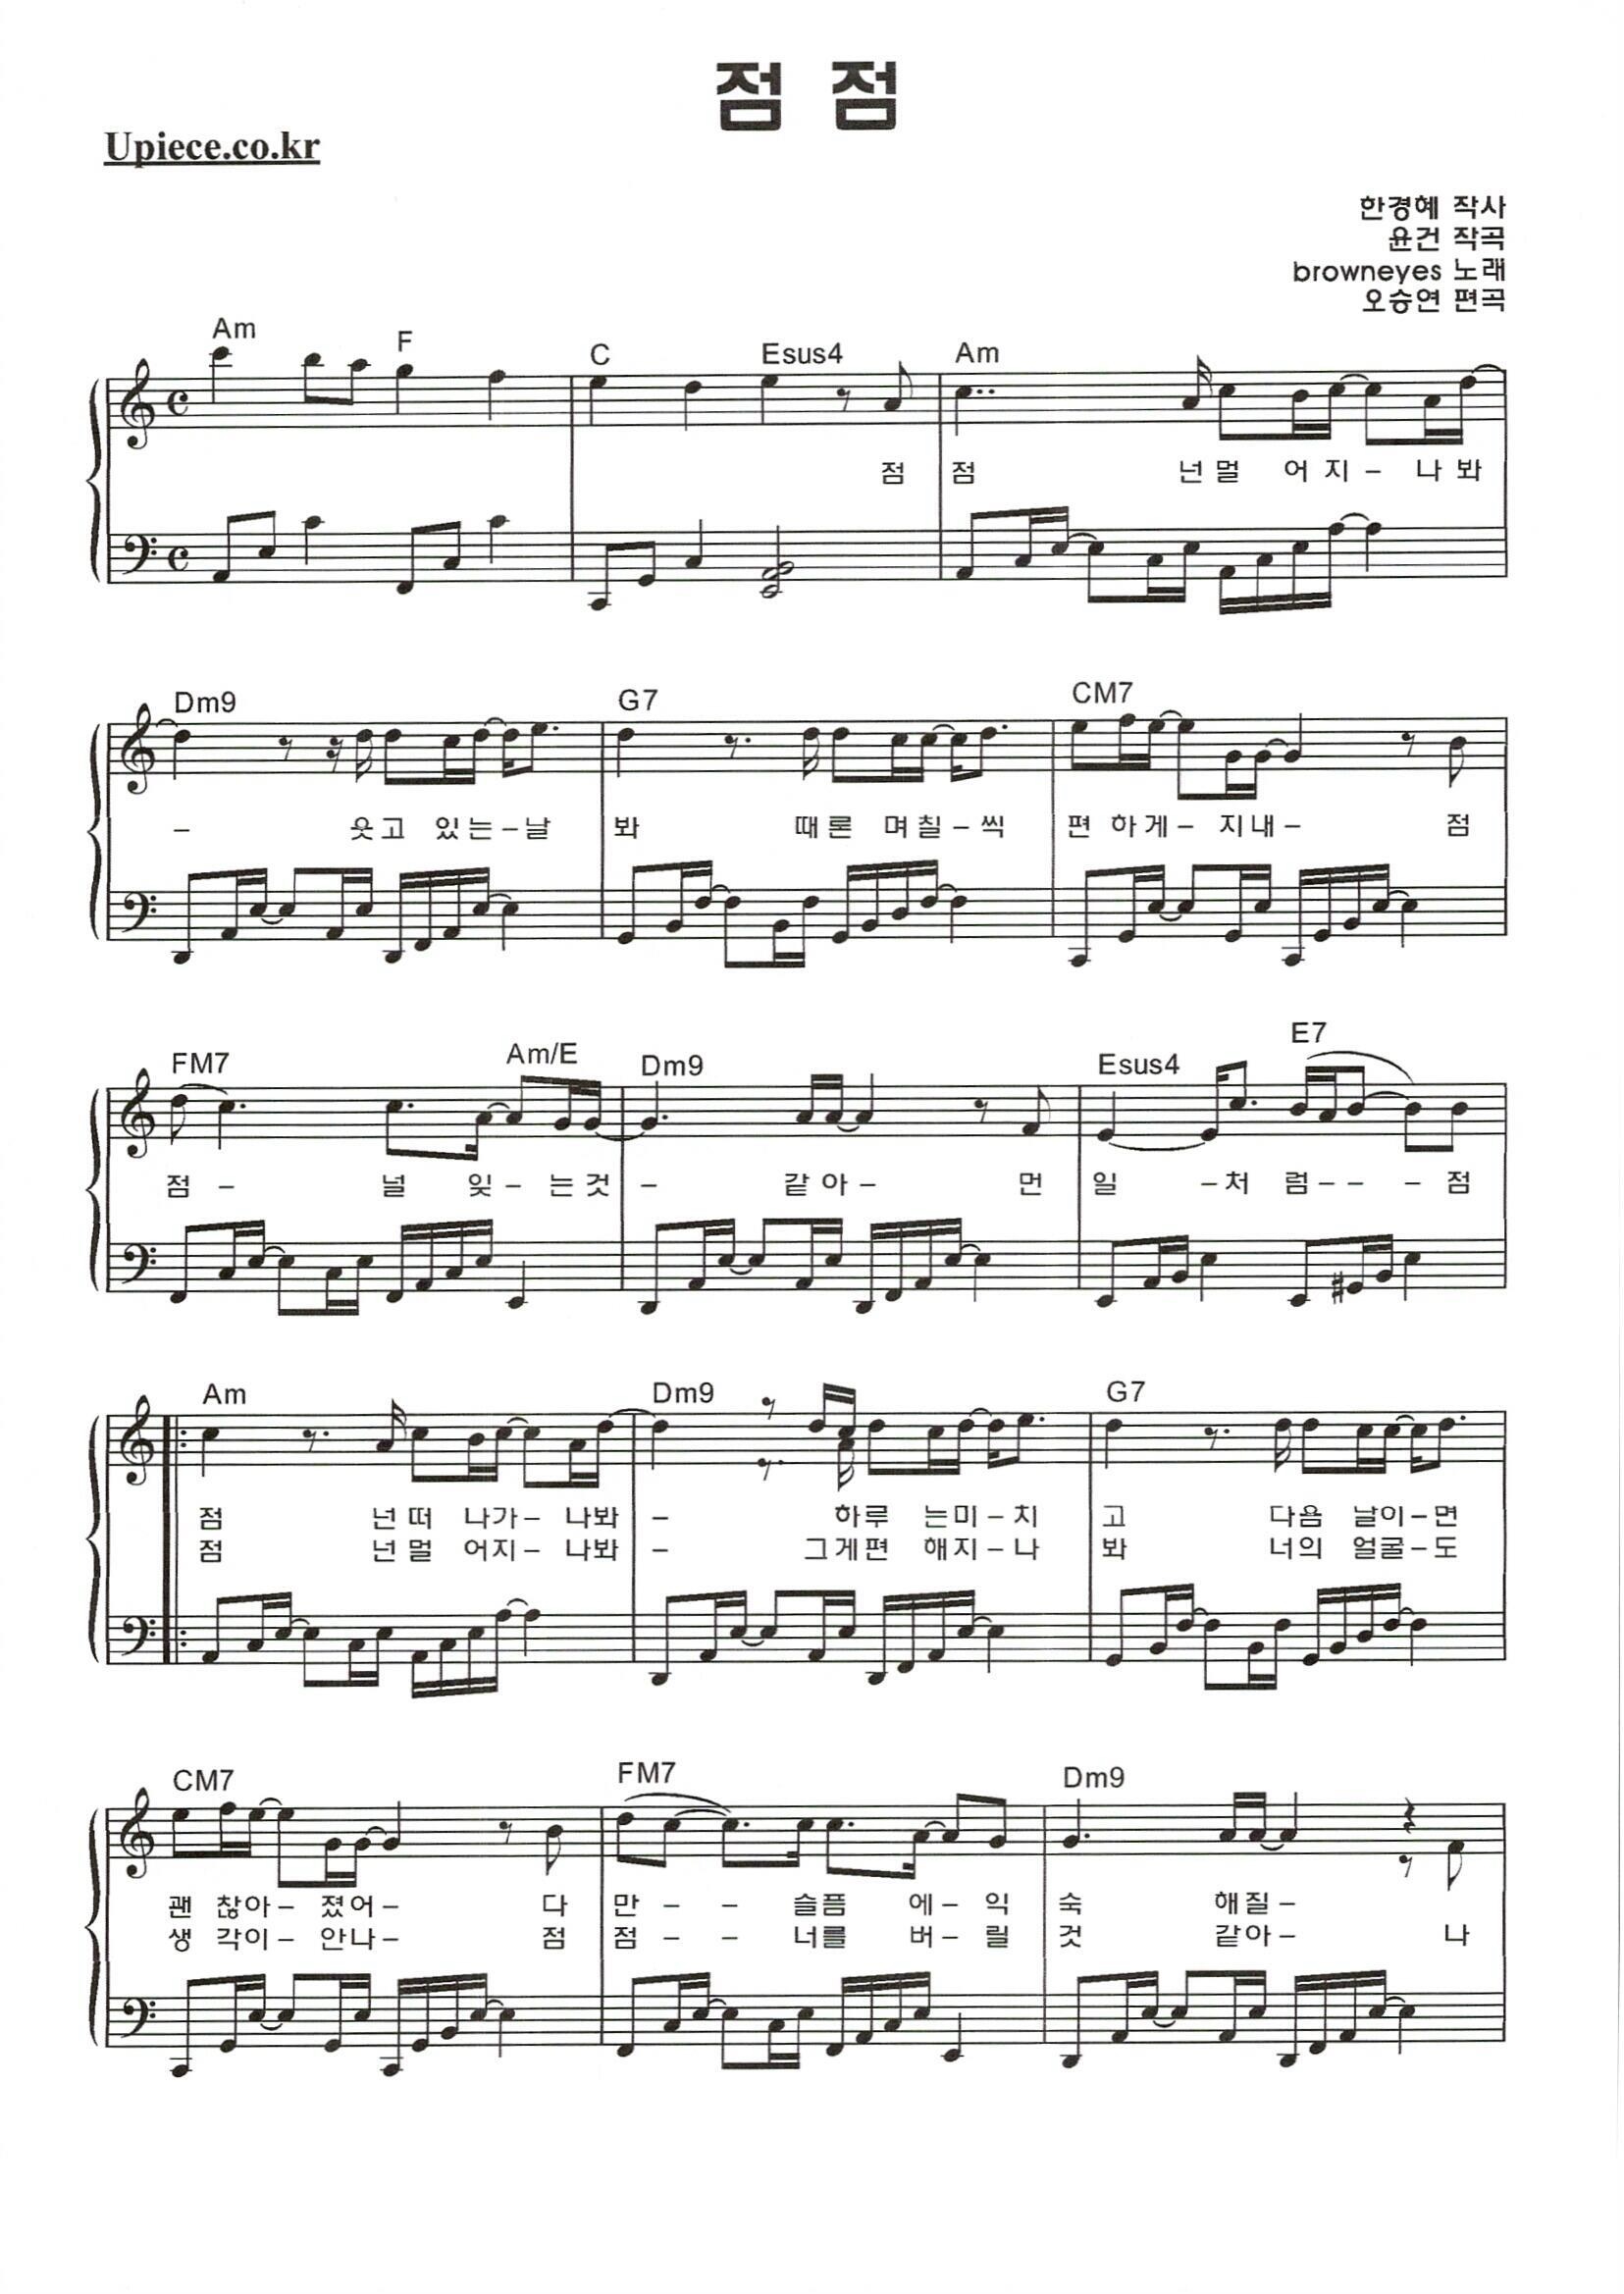 점 점
Upiece.co.kr
한경혜 작사
윤건 작곡
browneyes 노래
오승연 편곡
Am F C Esus4 Am
점 점 넌멀 어지– 나봐
Dm9 G7 CM7
– 웃고 있는–날 봐 때론 며칠–씩 편하게– 지내– 점
FM7 Am/E Dm9 Esus4 E7
점– 널 잊–는것 – 같아– 먼 일 –처 럼–– –점
Am Dm9 G7
점 넌떠 나가– 나봐 – 하루 는미–치 고 다음 날이–면
점 넌멀 어지– 나봐 – 그게편 해지–나 봐 너의 얼굴–도
CM7 FM7 Dm9
괜찮아– 졌어– 다 만– – 슬픔 에–익 숙 해질–
생각이– 안나– 점 점– – 너를 버–릴 것 같아– 나